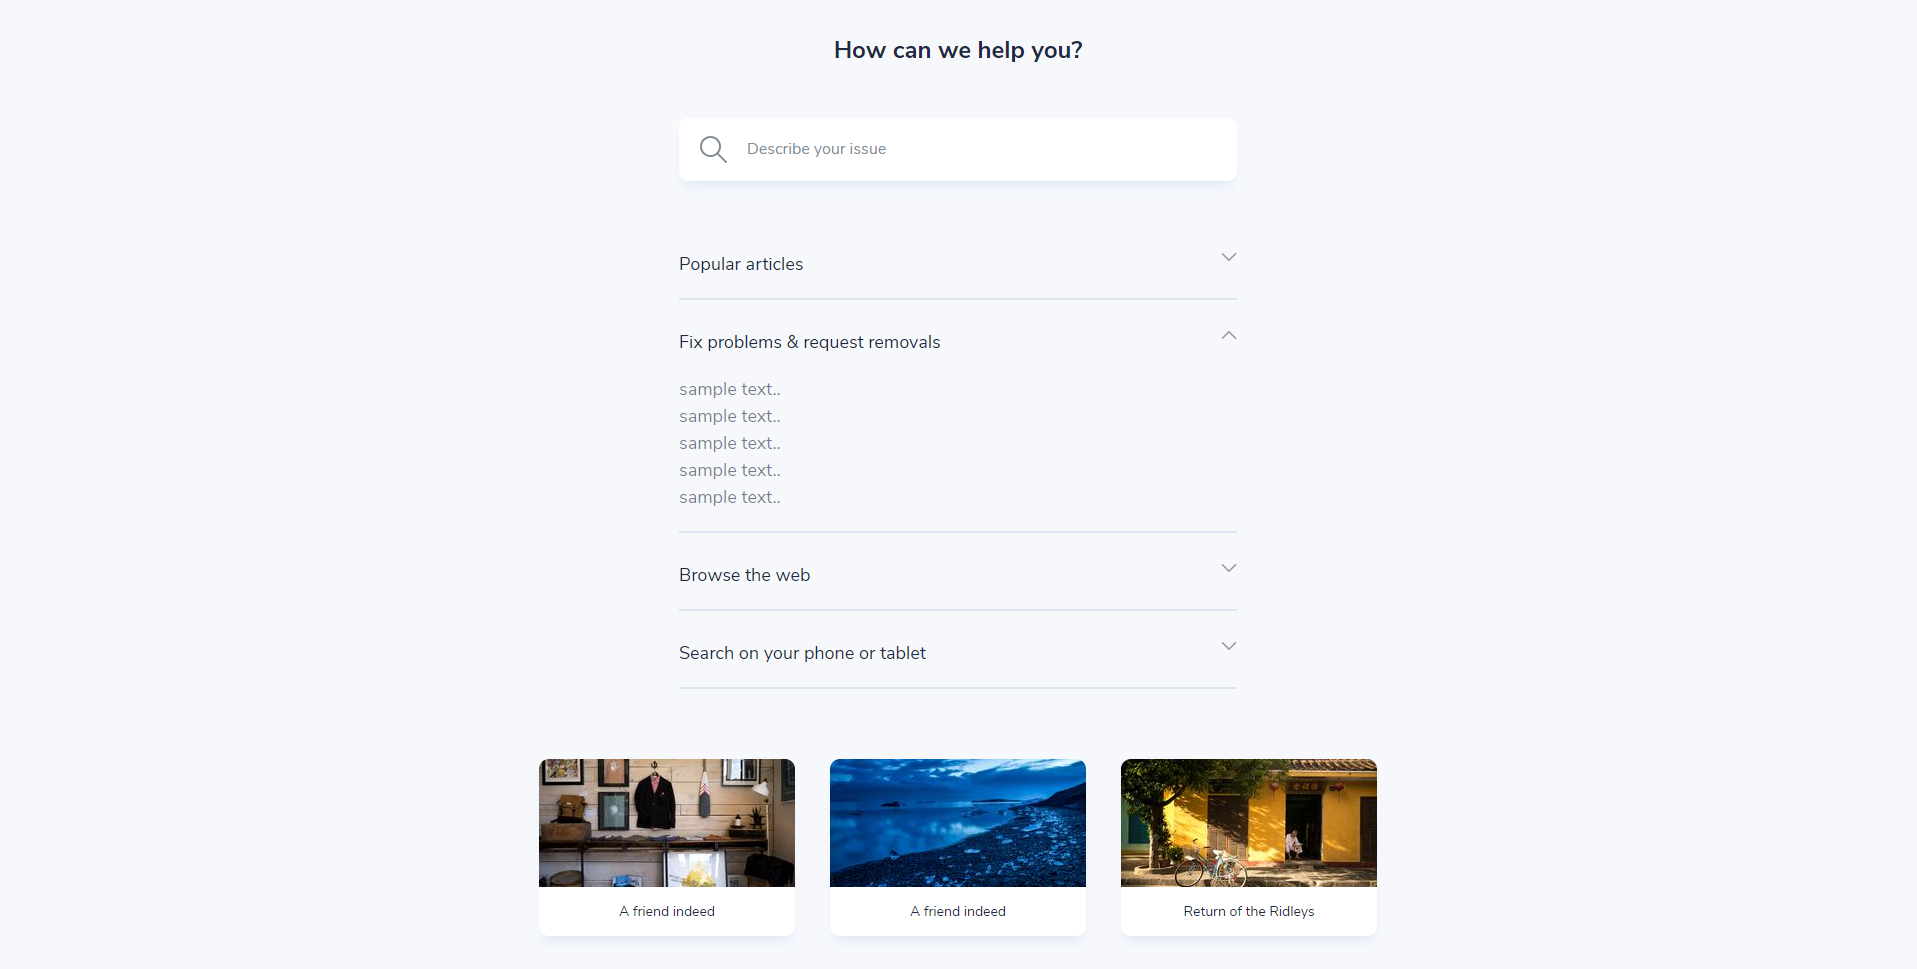 How can we help you?
Describe your issue
Popular articles
Fix problems & request removals
sample text..
sample text..
sample text..
sample text..
sample text..
Browse the web
Search on your phone or tablet
A friend indeed
A friend indeed
Return of the Ridleys